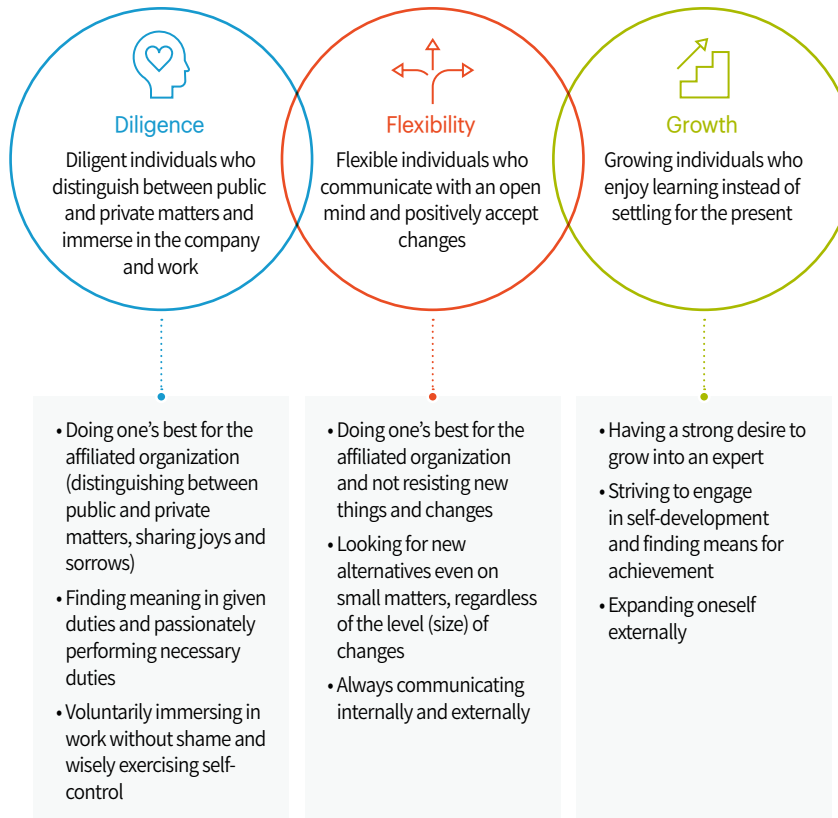 Diligence
Diligent individuals who
distinguish between public
and private matters and
immerse in the company
and work
Flexibility
Flexible individuals who
communicate with an open
mind and positively accept
changes
Growth
Growing individuals who
enjoy learning instead of
settling for the present
• Doing one’s best for the
affiliated organization
(distinguishing between
public and private
matters, sharing joys and
sorrows)
• Finding meaning in given
duties and passionately
performing necessary
duties
• Voluntarily immersing in
work without shame and
wisely exercising self-
control
• Doing one’s best for the
affiliated organization
and not resisting new
things and changes
• Looking for new
alternatives even on
small matters, regardless
of the level (size) of
changes
• Always communicating
internally and externally
• Having a strong desire to
grow into an expert
• Striving to engage
in self-development
and finding means for
achievement
• Expanding oneself
externally